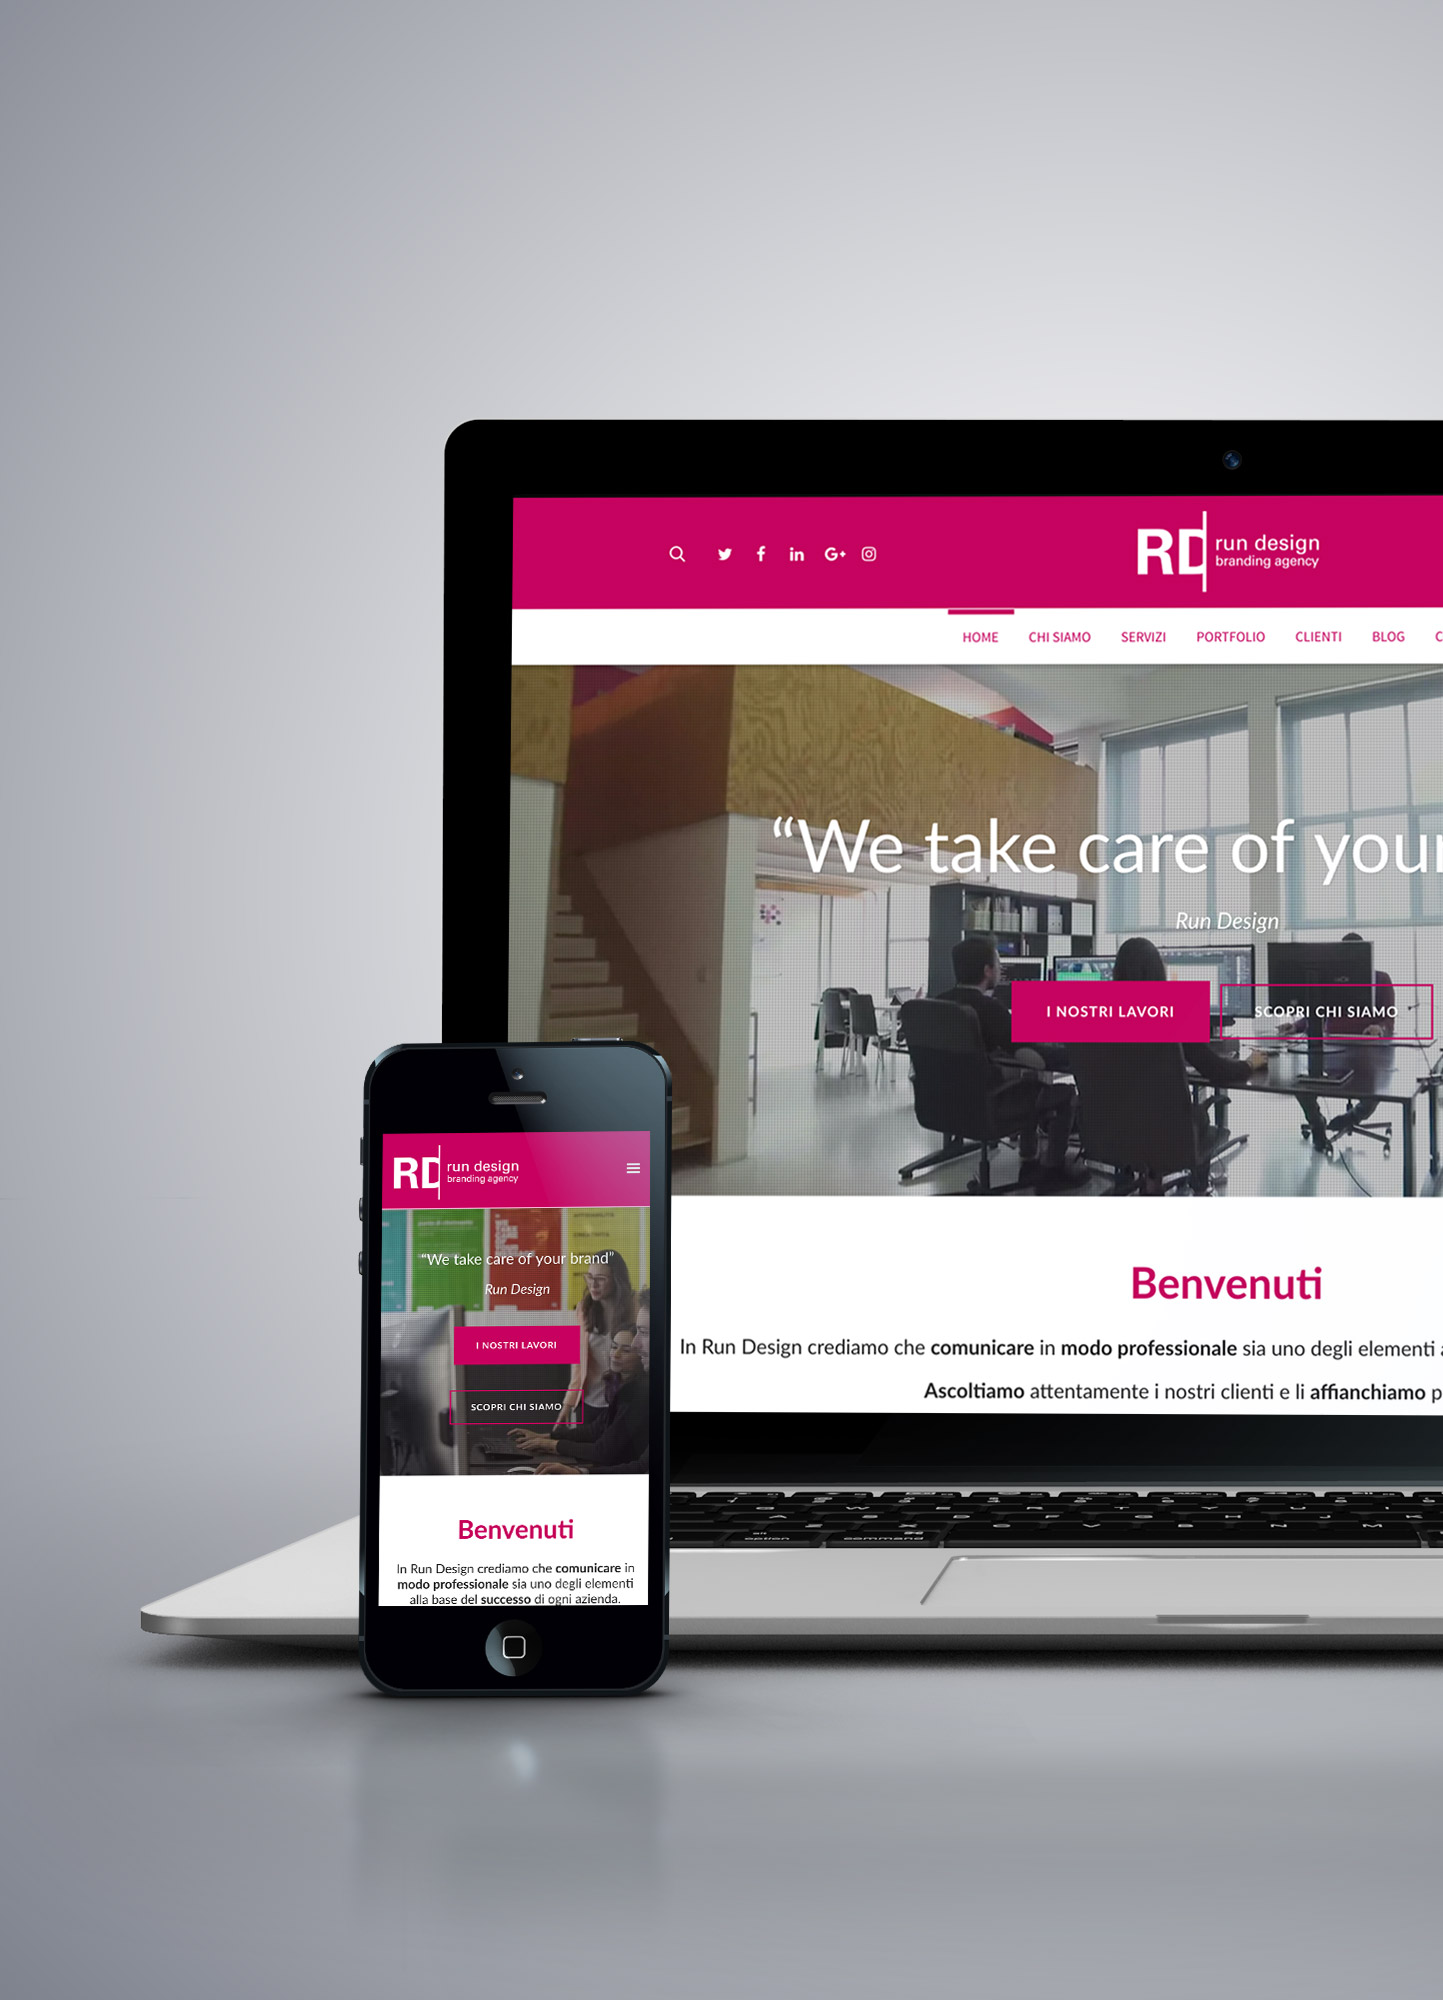 RD run design
branding agency
HOME CHI SIAMO SERVIZI PORTFOLIO CLIENTI BLOG C
“We take care of your
Run Design
I NOSTRI LAVORI SCOPRI CHI SIAMO
Benvenuti
In Run Design crediamo che comunicare in modo professionale sia uno degli elementi a
Ascoltiamo attentamente i nostri clienti e li affianchiamo p
RD run design
branding agency
“We take care of your brand”
Run Design
I NOSTRI LAVORI
SCOPRI CHI SIAMO
Benvenuti
In Run Design crediamo che comunicare in
modo professionale sia uno degli elementi
alla base del successo di ogni azienda.
option command